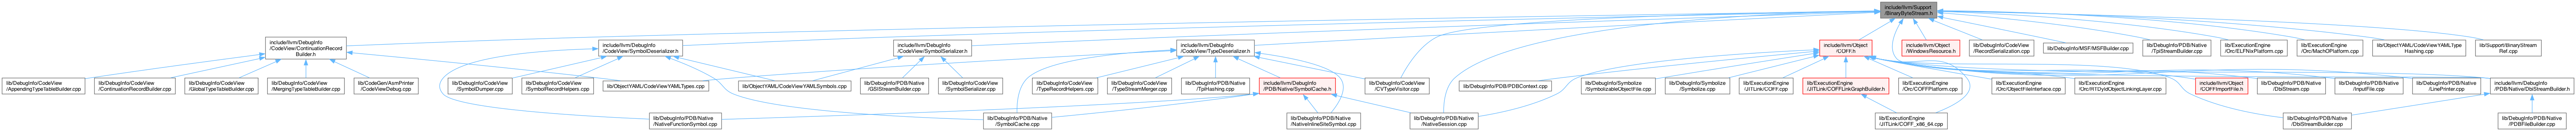 include/llvm/Support
/BinaryByteStream.h
include/llvm/DebugInfo
/CodeView/ContinuationRecord
Builder.h
include/llvm/DebugInfo
/CodeView/SymbolDeserializer.h
include/llvm/DebugInfo
/CodeView/SymbolSerializer.h
include/llvm/DebugInfo
/CodeView/TypeDeserializer.h
include/llvm/Object
/COFF.h
include/llvm/Object
/WindowsResource.h
lib/DebugInfo/CodeView
/RecordSerialization.cpp
lib/DebugInfo/MSF/MSFBuilder.cpp
lib/DebugInfo/PDB/Native
/TpiStreamBuilder.cpp
lib/ExecutionEngine
/Orc/ELFNixPlatform.cpp
lib/ExecutionEngine
/Orc/MachOPlatform.cpp
lib/ObjectYAML/CodeViewYAMLType
Hashing.cpp
lib/Support/BinaryStream
Ref.cpp
lib/DebugInfo/CodeView
/AppendingTypeTableBuilder.cpp
lib/DebugInfo/CodeView
/ContinuationRecordBuilder.cpp
lib/DebugInfo/CodeView
/GlobalTypeTableBuilder.cpp
lib/DebugInfo/CodeView
/MergingTypeTableBuilder.cpp
lib/CodeGen/AsmPrinter
/CodeViewDebug.cpp
lib/DebugInfo/CodeView
/SymbolDumper.cpp
lib/DebugInfo/CodeView
/SymbolRecordHelpers.cpp
lib/ObjectYAML/CodeViewYAMLTypes.cpp
lib/ObjectYAML/CodeViewYAMLSymbols.cpp
lib/DebugInfo/PDB/Native
/GSIStreamBuilder.cpp
lib/DebugInfo/CodeView
/SymbolSerializer.cpp
lib/DebugInfo/CodeView
/TypeRecordHelpers.cpp
lib/DebugInfo/CodeView
/TypeStreamMerger.cpp
lib/DebugInfo/PDB/Native
/TpiHashing.cpp
include/llvm/DebugInfo
/PDB/Native/SymbolCache.h
lib/DebugInfo/CodeView
/CVTypeVisitor.cpp
lib/DebugInfo/PDB/PDBContext.cpp
lib/DebugInfo/Symbolize
/SymbolizableObjectFile.cpp
lib/DebugInfo/Symbolize
/Symbolize.cpp
lib/ExecutionEngine
/JITLink/COFF.cpp
lib/ExecutionEngine
/JITLink/COFFLinkGraphBuilder.h
lib/ExecutionEngine
/Orc/COFFPlatform.cpp
lib/ExecutionEngine
/Orc/ObjectFileInterface.cpp
lib/ExecutionEngine
/Orc/RTDyldObjectLinkingLayer.cpp
include/llvm/Object
/COFFImportFile.h
lib/DebugInfo/PDB/Native
/DbiStream.cpp
lib/DebugInfo/PDB/Native
/InputFile.cpp
lib/DebugInfo/PDB/Native
/LinePrinter.cpp
include/llvm/DebugInfo
/PDB/Native/DbiStreamBuilder.h
lib/DebugInfo/PDB/Native
/NativeFunctionSymbol.cpp
lib/DebugInfo/PDB/Native
/SymbolCache.cpp
lib/DebugInfo/PDB/Native
/NativeInlineSiteSymbol.cpp
lib/DebugInfo/PDB/Native
/NativeSession.cpp
lib/ExecutionEngine
/JITLink/COFF_x86_64.cpp
lib/DebugInfo/PDB/Native
/DbiStreamBuilder.cpp
lib/DebugInfo/PDB/Native
/PDBFileBuilder.cpp